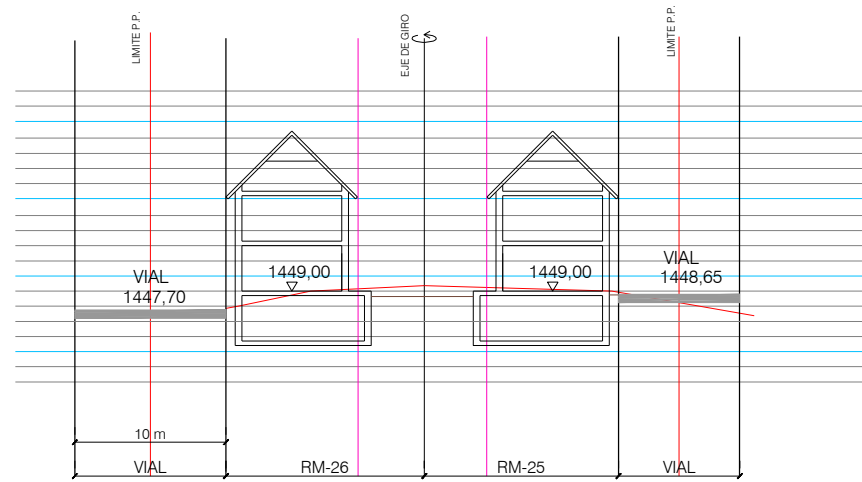 LIMITE P.P.
EJE DE GIRO
LIMITE P.P.
VIAL
1447,70
1449,00
1449,00
VIAL
1448,65
10 m
VIAL
RM-26
RM-25
VIAL